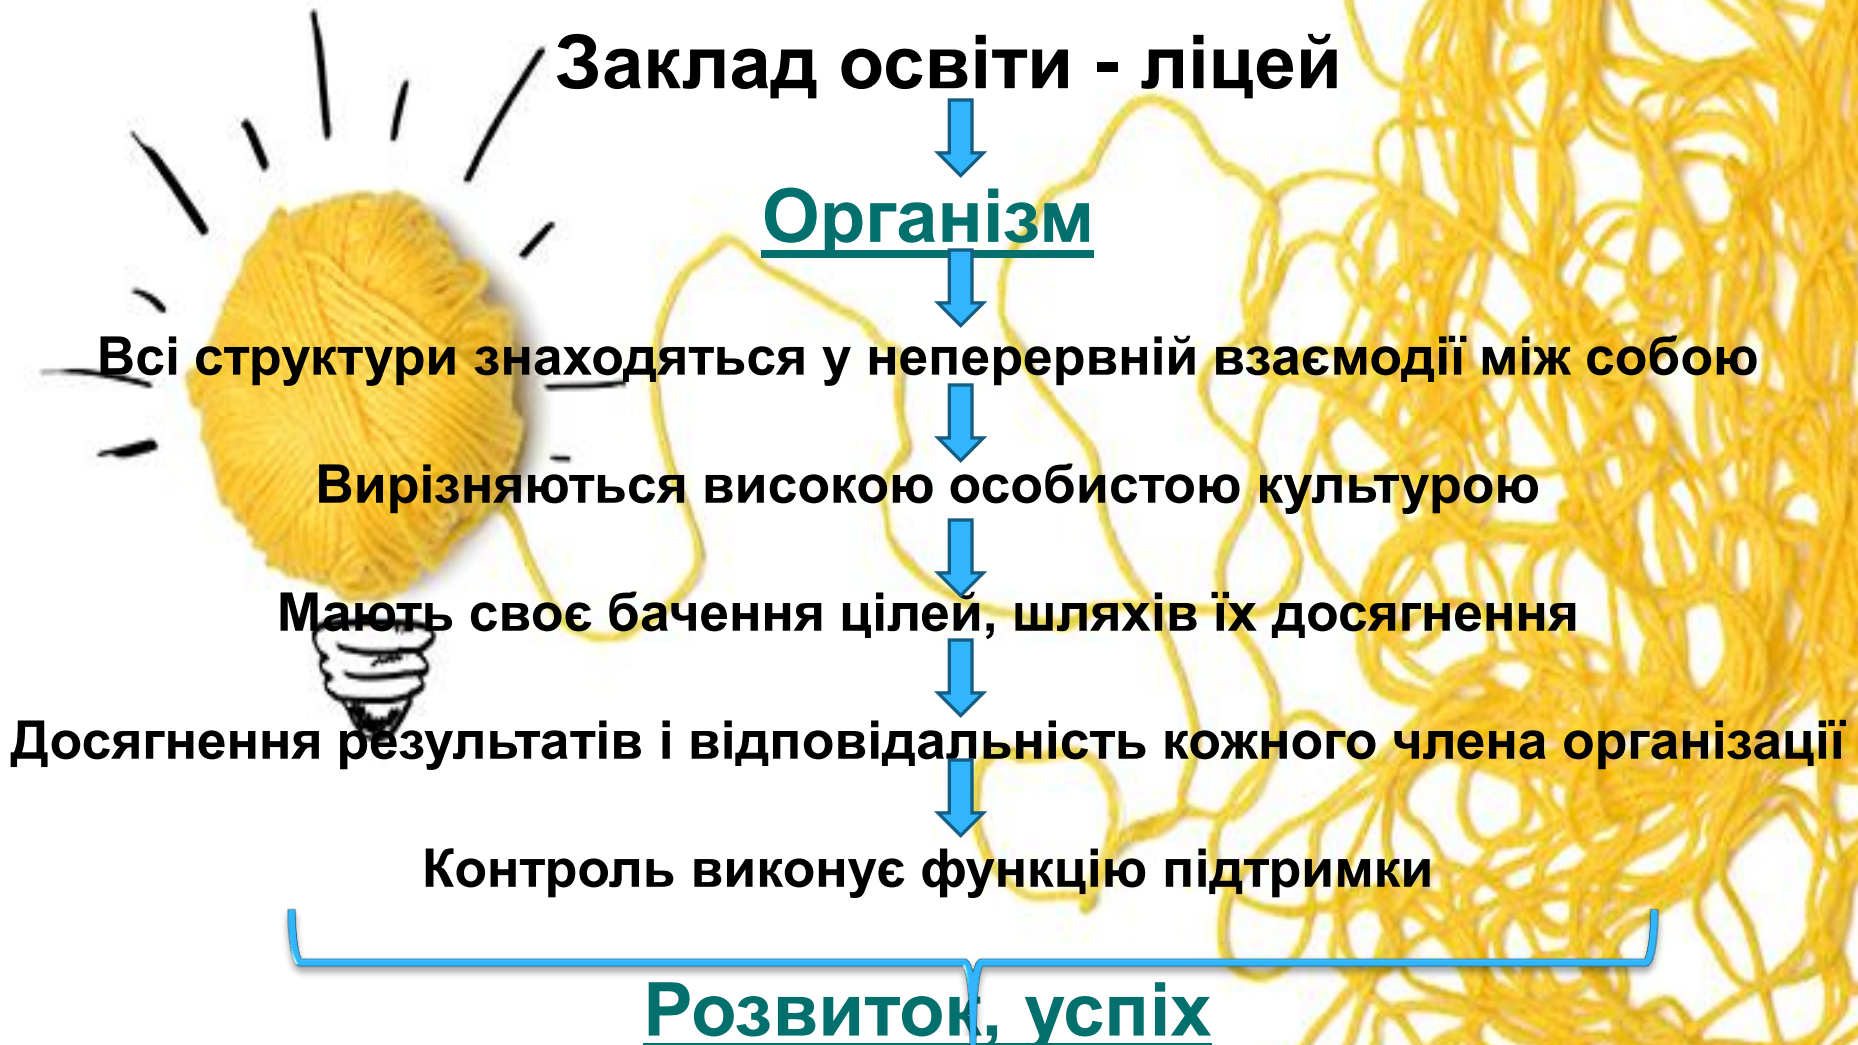 Заклад освіти - ліцей
Організм
Всі структури знаходяться у неперервній взаємодії між собою
Вирізняються високою особистою культурою
Мають своє бачення цілей, шляхів їх досягнення
Досягнення результатів і відповідальність кожного члена організації
Контроль виконує функцію підтримки
Розвиток, успіх